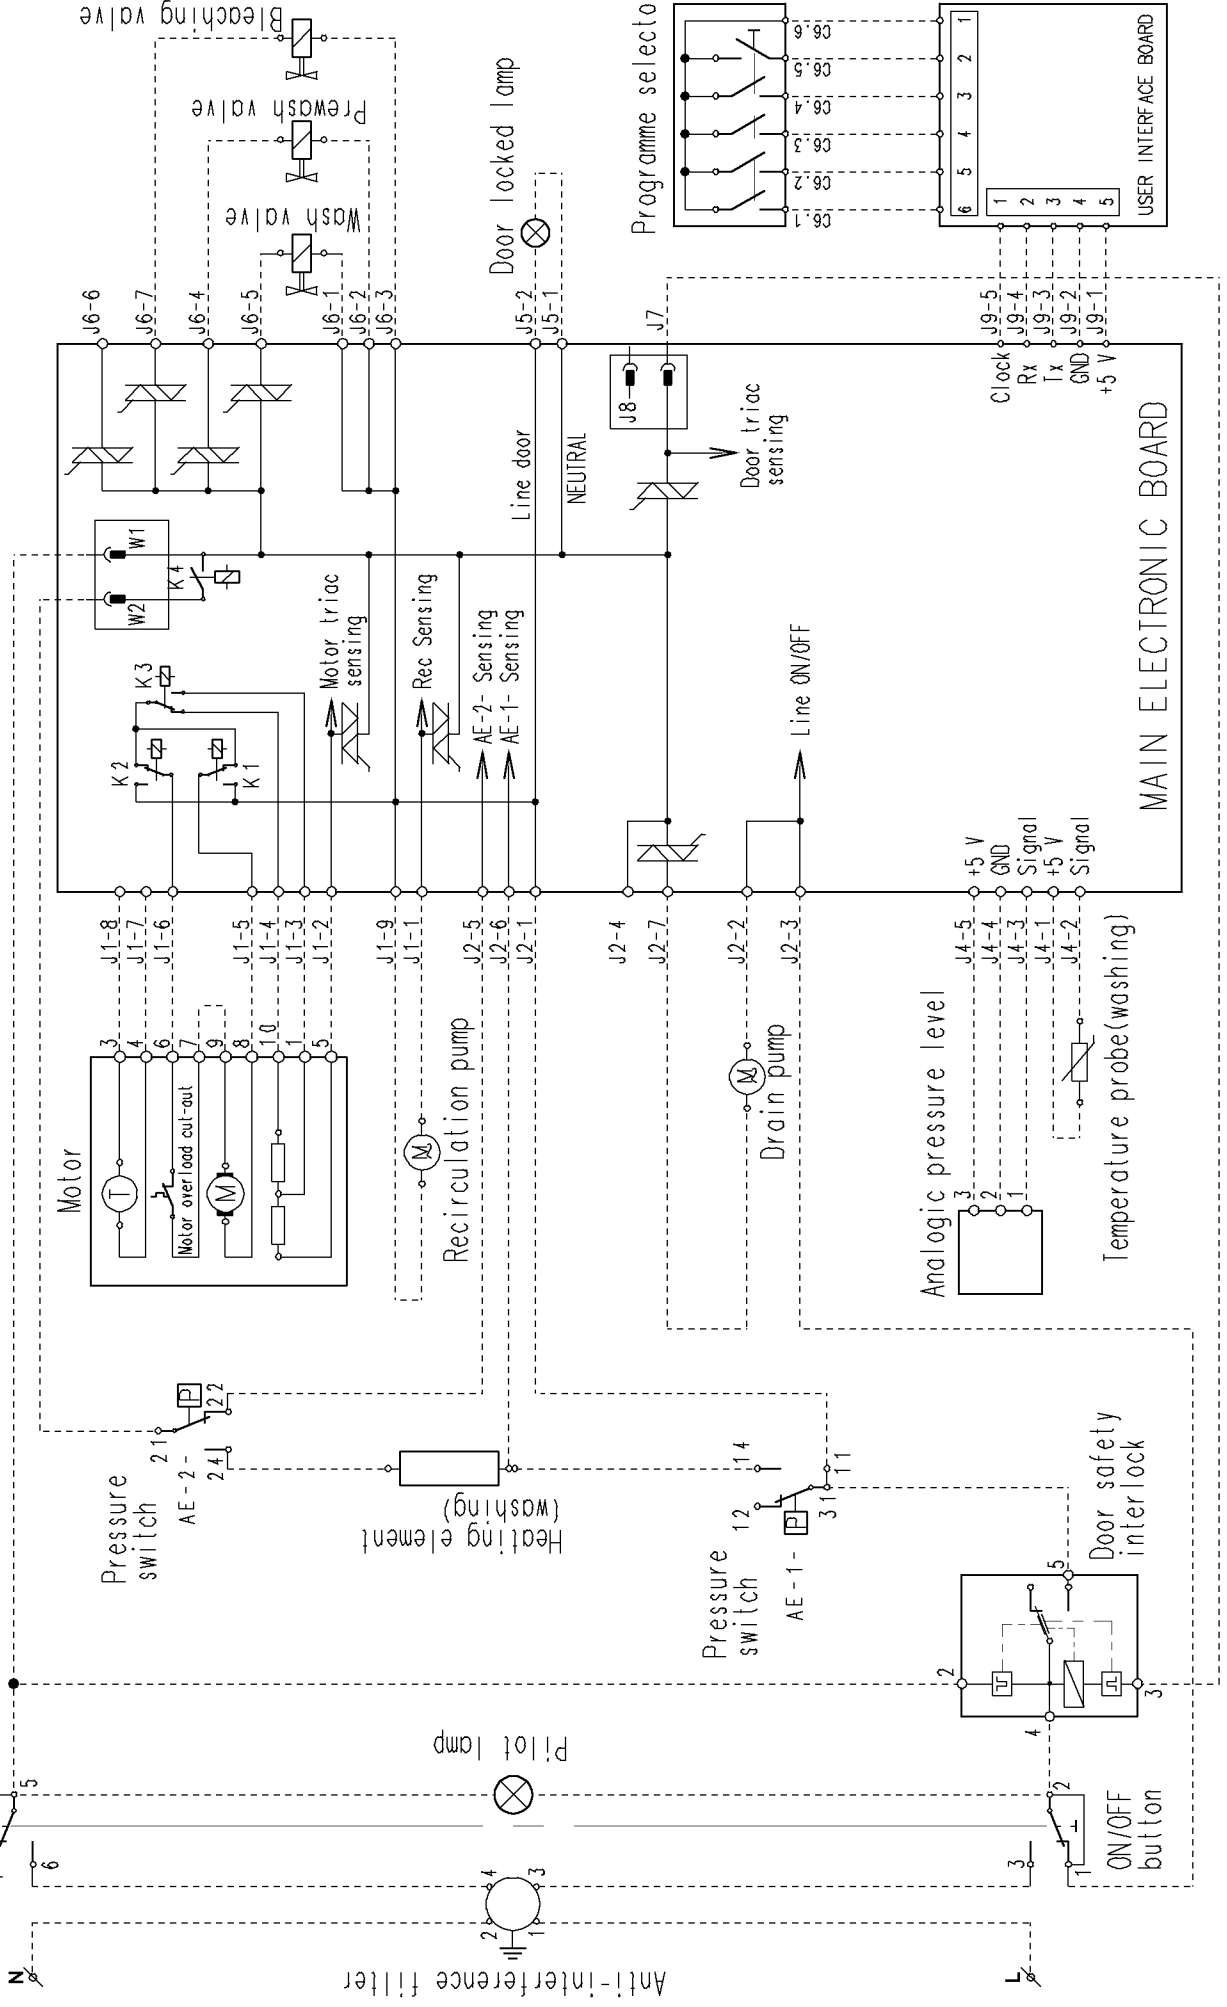 Bleaching valve
Prewash valve
Wash valve
Door locked lamp
Programme selecto
C6.6
C6.5
C6.4
C6.3
C6.2
C6.1
1
2
3
4
5
6
1
2
3
4
5
USER INTERFACE BOARD
J6-6
J6-7
J6-4
J6-5
J6-1
J6-2
J6-3
J5-2
J5-1
J7
J9-5
J9-4
J9-3
J9-2
J9-1
Clock
Rx
Tx
GND
+5 V
J8
Door triac
sensing
Line door
NEUTRAL
W1
W2
K4
K3
K2
K1
Motor triac
sensing
Rec Sensing
AE-2- Sensing
AE-1- Sensing
Line ON/OFF
MAIN ELECTRONIC BOARD
+5 V
GND
Signal
+5 V
Signal
J1-8
J1-7
J1-6
J1-5
J1-4
J1-3
J1-2
J1-9
J1-1
J2-5
J2-6
J2-1
J2-4
J2-7
J2-2
J2-3
J4-5
J4-4
J4-3
J4-1
J4-2
3
4
6
7
9
8
10
1
5
Motor
T
Motor overload cut-out
M
M
Recirculation pump
M
Drain pump
Analogic pressure level
3
2
1
Temperature probe(washing)
P
22
21
24
Pressure
switch
AE-2-
Heating element
(washing)
14
11
12
31
P
Pressure
switch
AE-1-
Door safety
interlock
5
2
3
4
Pilot lamp
5
6
2
3
1
ON/OFF
button
4
3
2
1
Anti-interference filter
N
L